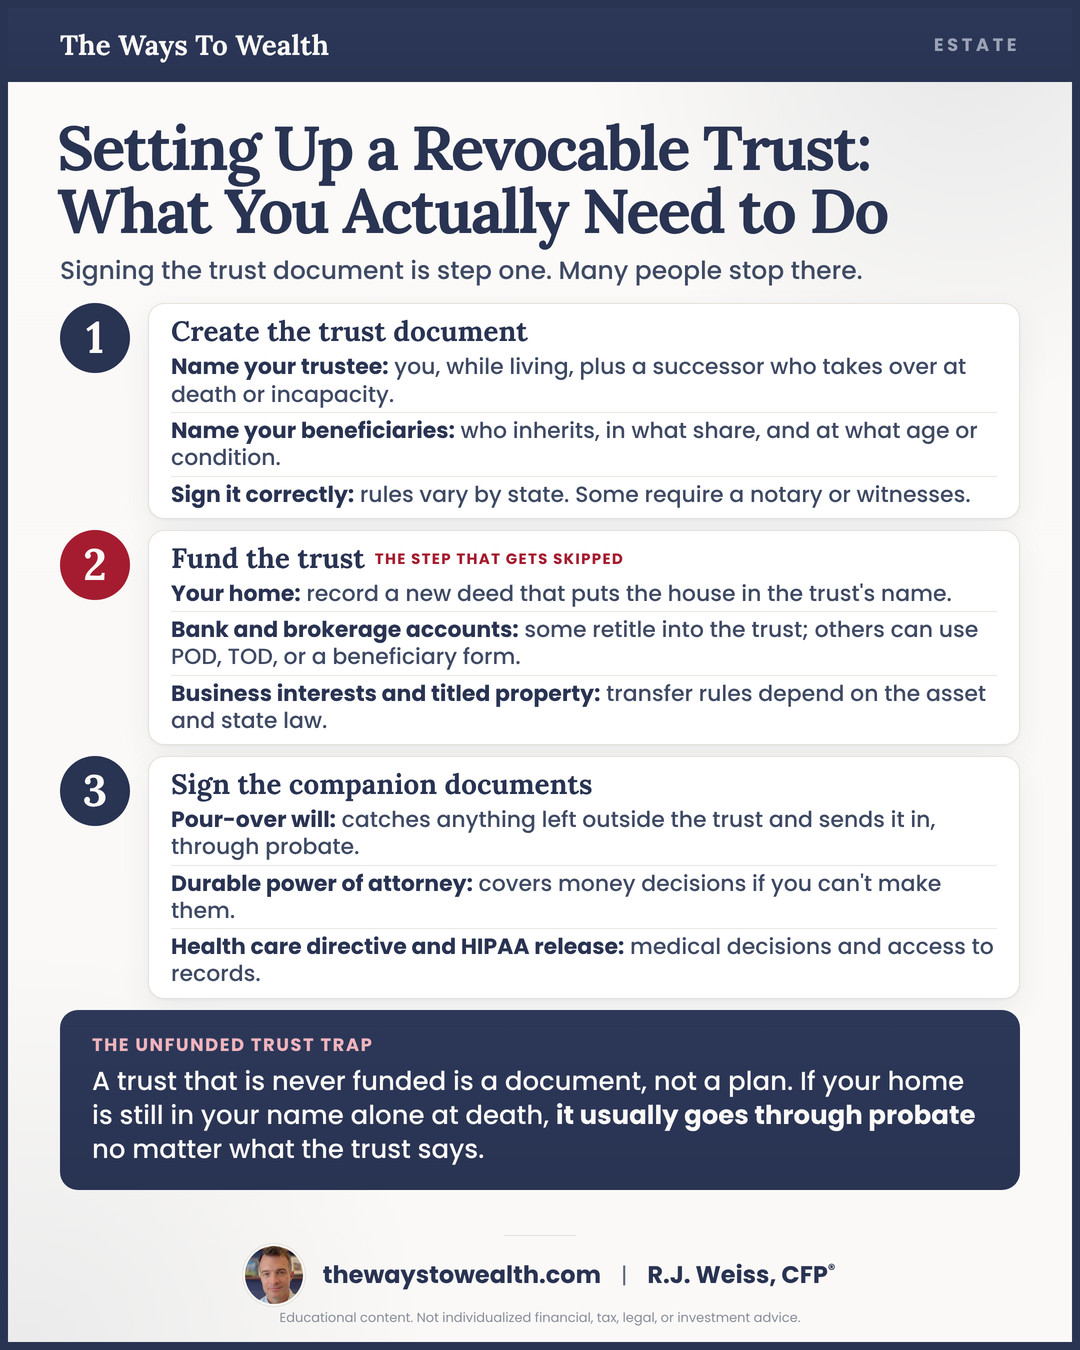 The Ways To Wealth
ESTATE
Setting Up a Revocable Trust:
What You Actually Need to Do
Signing the trust document is step one. Many people stop there.
1
Create the trust document
Name your trustee: you, while living, plus a successor who takes over at
death or incapacity.
Name your beneficiaries: who inherits, in what share, and at what age or
condition.
Sign it correctly: rules vary by state. Some require a notary or witnesses.
2
Fund the trust THE STEP THAT GETS SKIPPED
Your home: record a new deed that puts the house in the trust's name.
Bank and brokerage accounts: some retitle into the trust; others can use
POD, TOD, or a beneficiary form.
Business interests and titled property: transfer rules depend on the asset
and state law.
3
Sign the companion documents
Pour-over will: catches anything left outside the trust and sends it in,
through probate.
Durable power of attorney: covers money decisions if you can't make
them.
Health care directive and HIPAA release: medical decisions and access to
records.
THE UNFUNDED TRUST TRAP
A trust that is never funded is a document, not a plan. If your home
is still in your name alone at death, it usually goes through probate
no matter what the trust says.
thewaystowealth.com | R.J. Weiss, CFP®
Educational content. Not individualized financial, tax, legal, or investment advice.